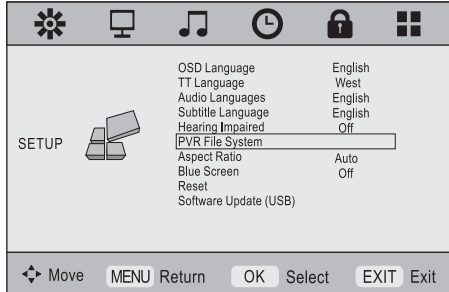 OSD Language English
TT Language West
Audio Languages English
Subtitle Language English
Hearing Impaired Off
SETUP
PVR File System
Aspect Ratio Auto
Blue Screen Off
Reset
Software Update (USB)
Move MENU Return OK Select EXIT Exit